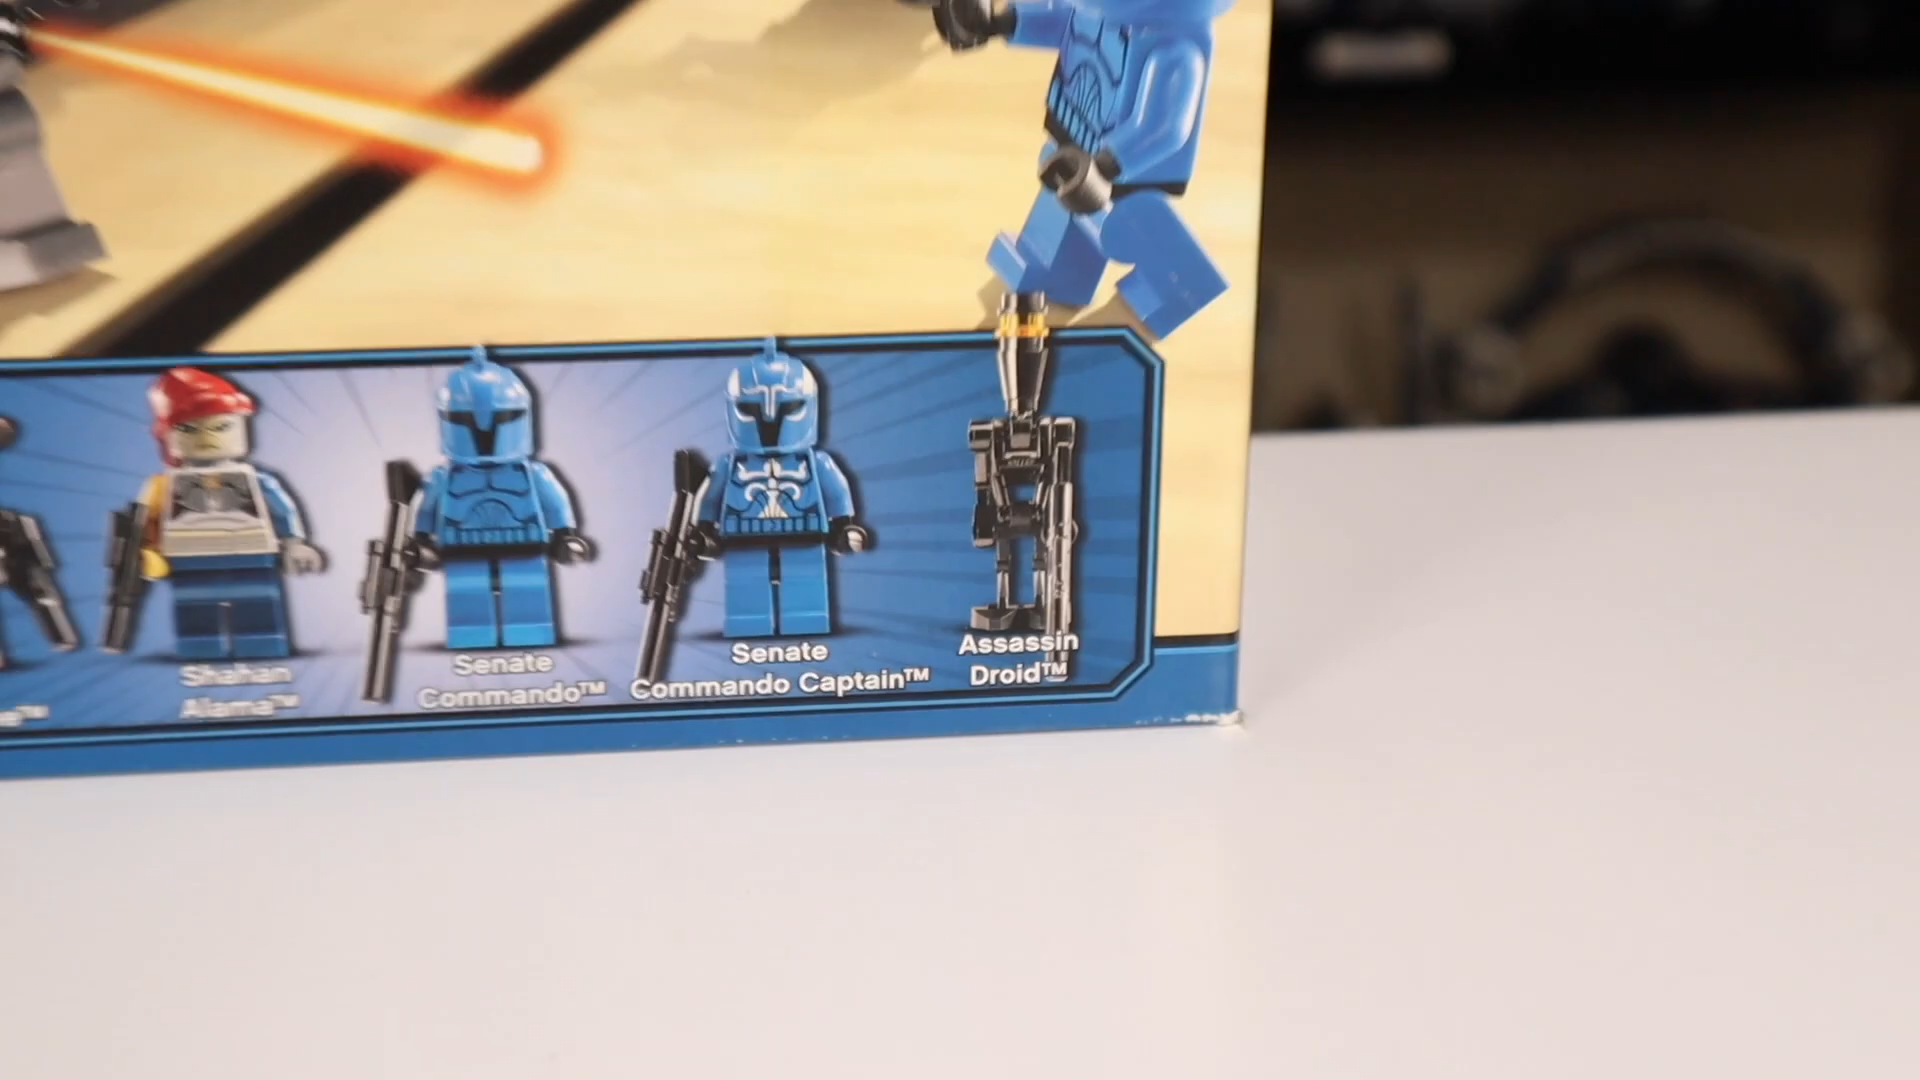 Shahan
Alama™
Senate
Commando™
Senate
Commando Captain™
Assassin
Droid™